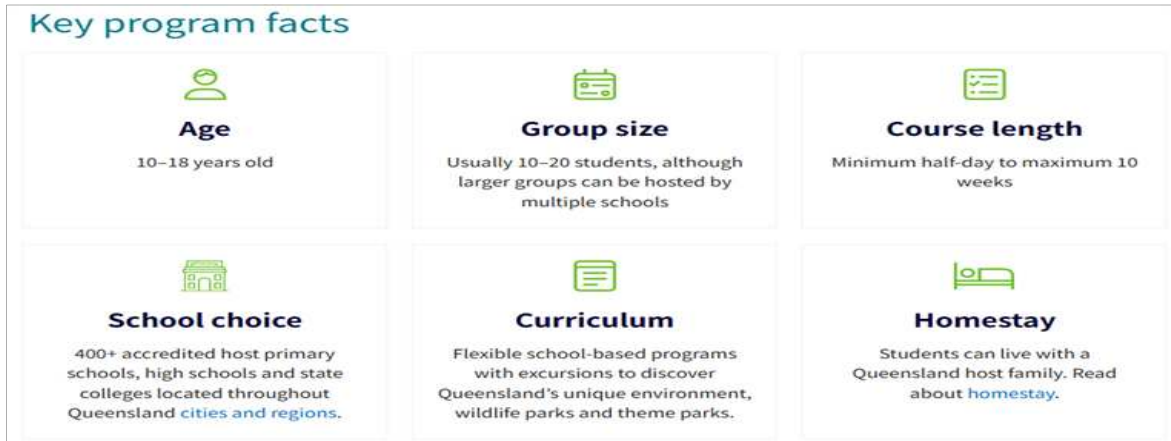 Key program facts
Age
10–18 years old
Group size
Usually 10–20 students, although
larger groups can be hosted by
multiple schools
Course length
Minimum half-day to maximum 10
weeks
School choice
400+ accredited host primary
schools, high schools and state
colleges located throughout
Queensland cities and regions.
Curriculum
Flexible school-based programs
with excursions to discover
Queensland's unique environment,
wildlife parks and theme parks.
Homestay
Students can live with a
Queensland host family. Read
about homestay.